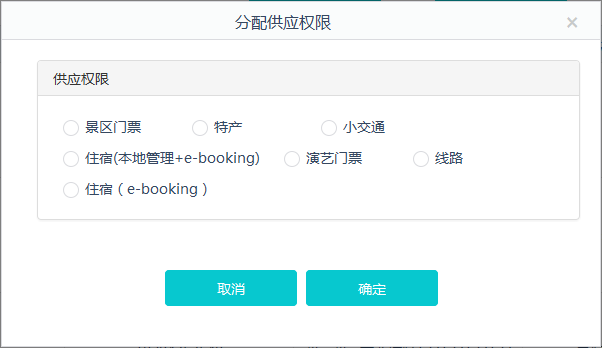 分配供应权限 ×
供应权限
景区门票 特产 小交通
住宿(本地管理+e-booking) 演艺门票 线路
住宿（e-booking）
取消 确定